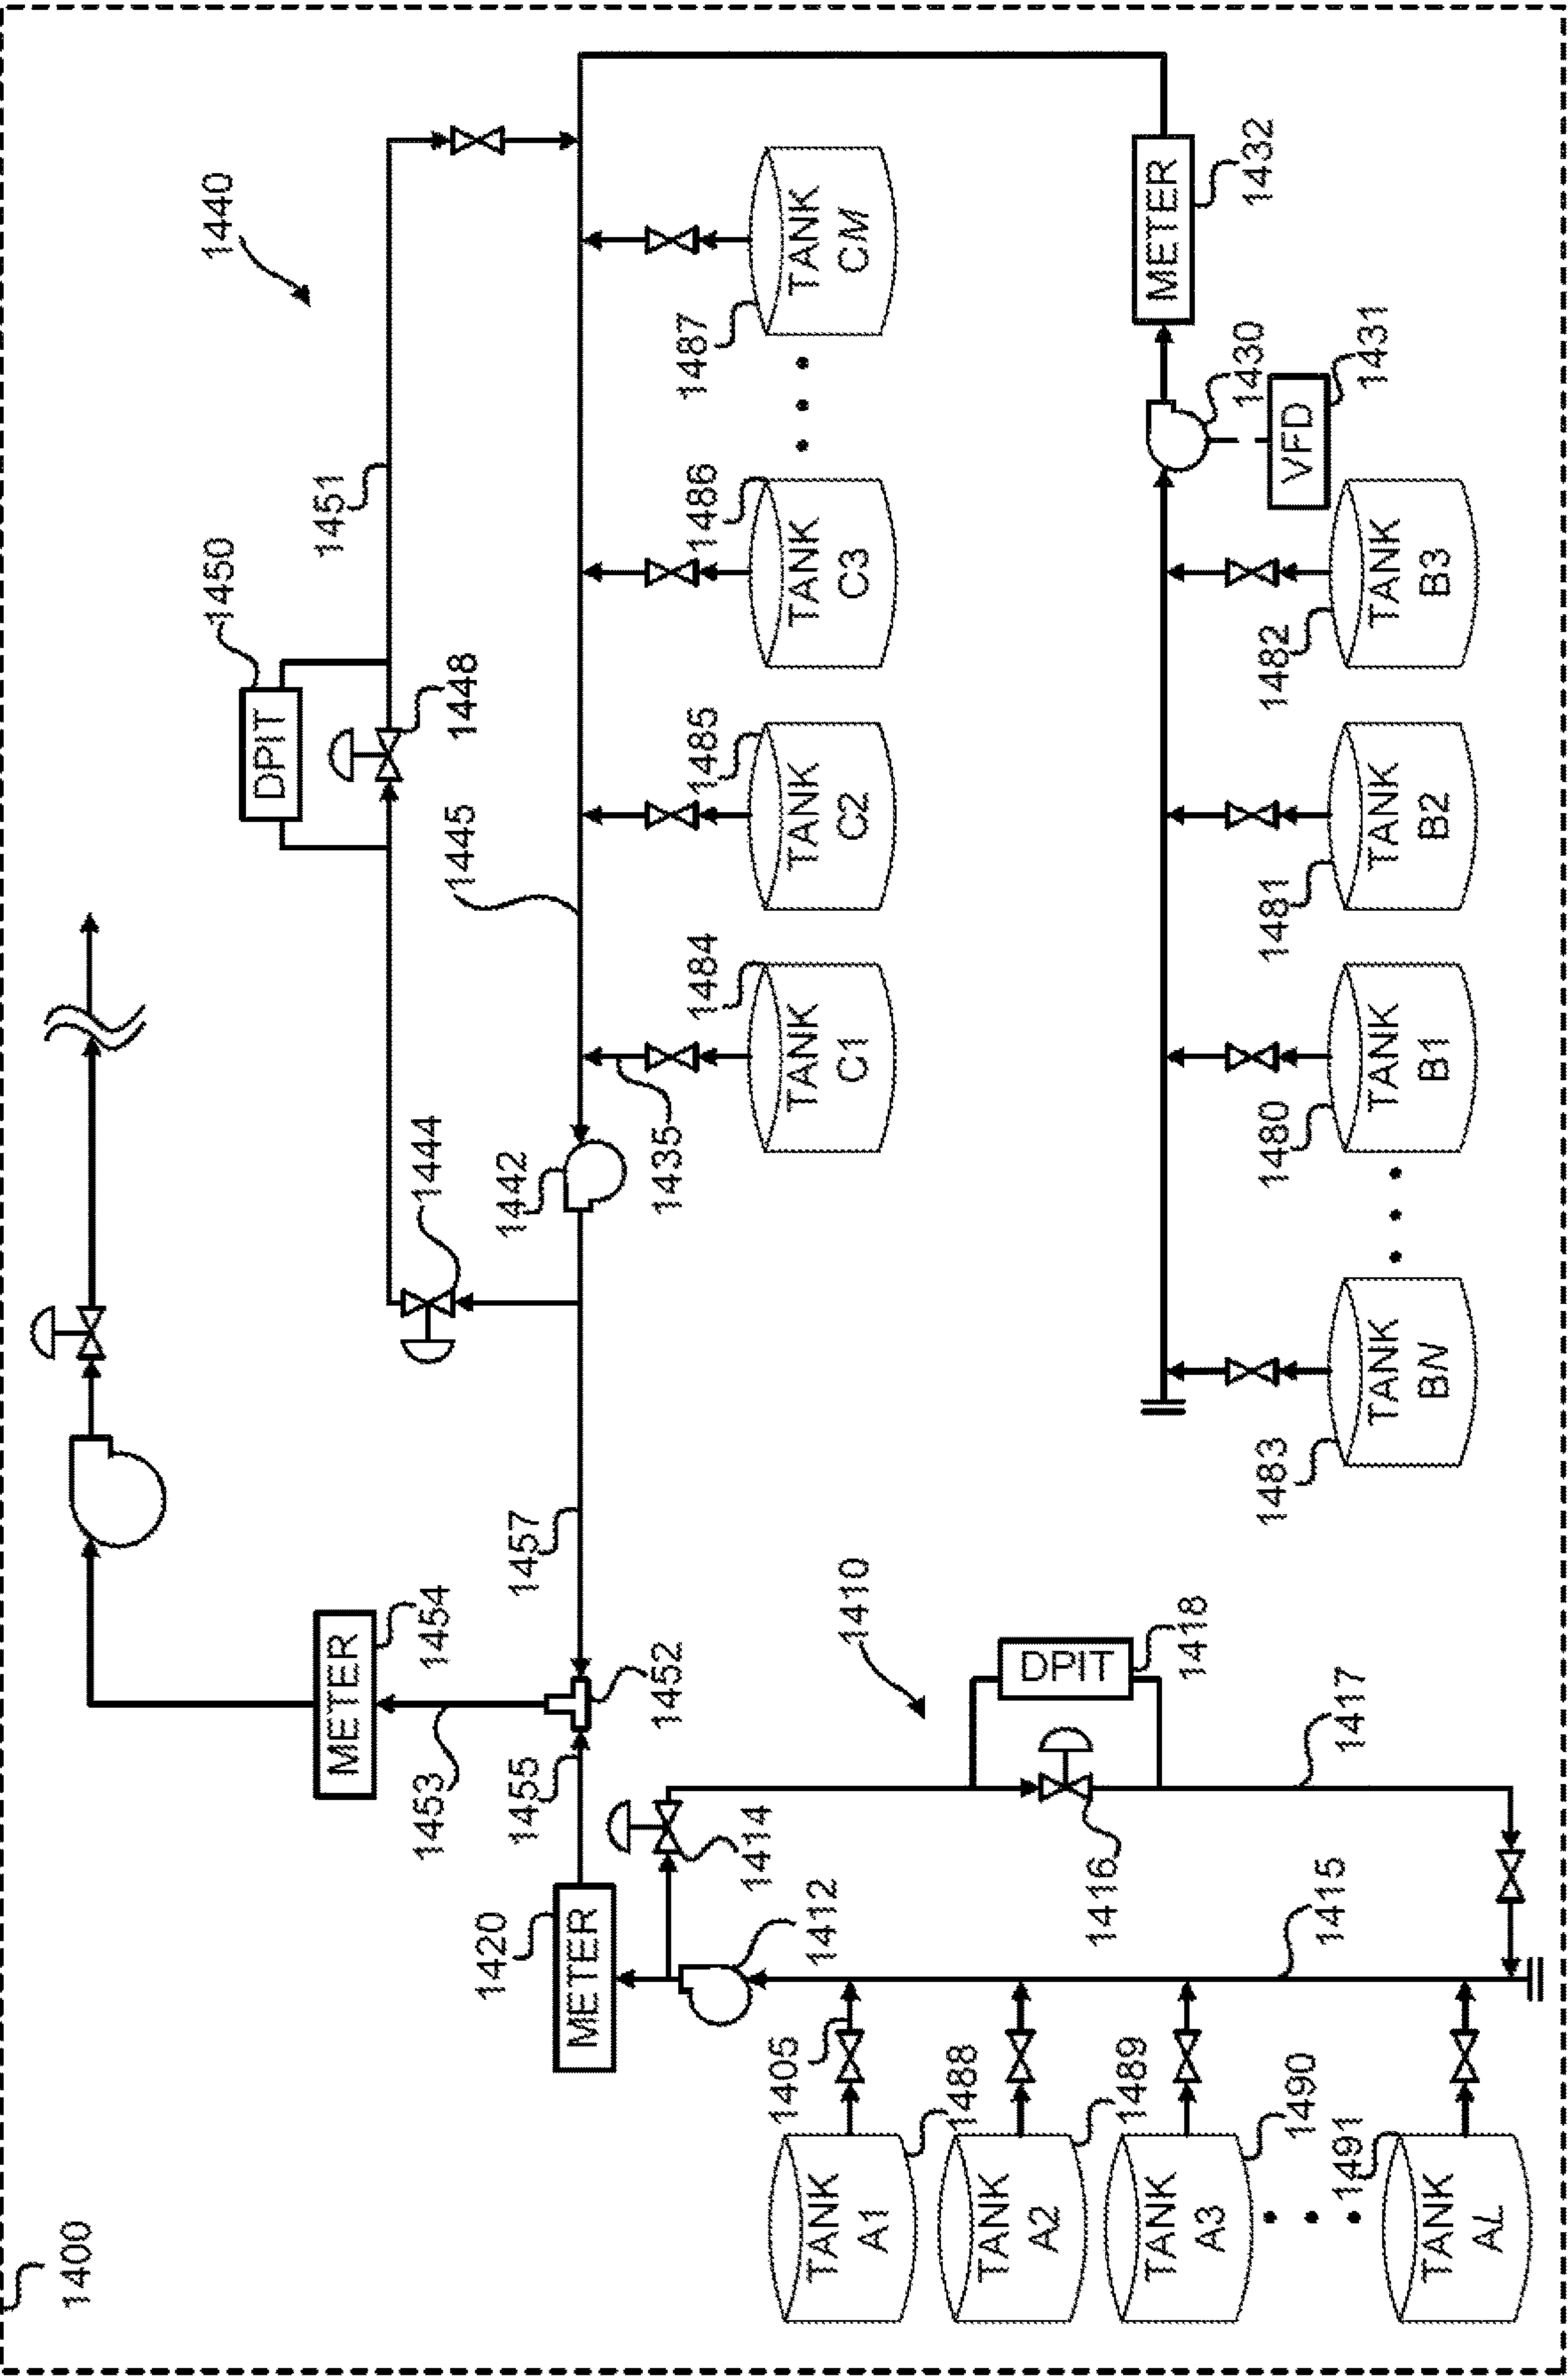 1400
1440
1450
DPIT
1451
1448
1444
1445
1442
1435
1454
METER
1453
1457
1452
1455
1420
METER
1414
1412
1405
1410
DPIT
1418
1416
1417
1415
TANK
A1
1488
TANK
A2
1489
TANK
A3
1490
1491
TANK
AL
1484
TANK
C1
1485
TANK
C2
1486
TANK
C3
1487
TANK
CM
METER
1432
1430
VFD
1431
1483
TANK
BN
1480
TANK
B1
1481
TANK
B2
1482
TANK
B3